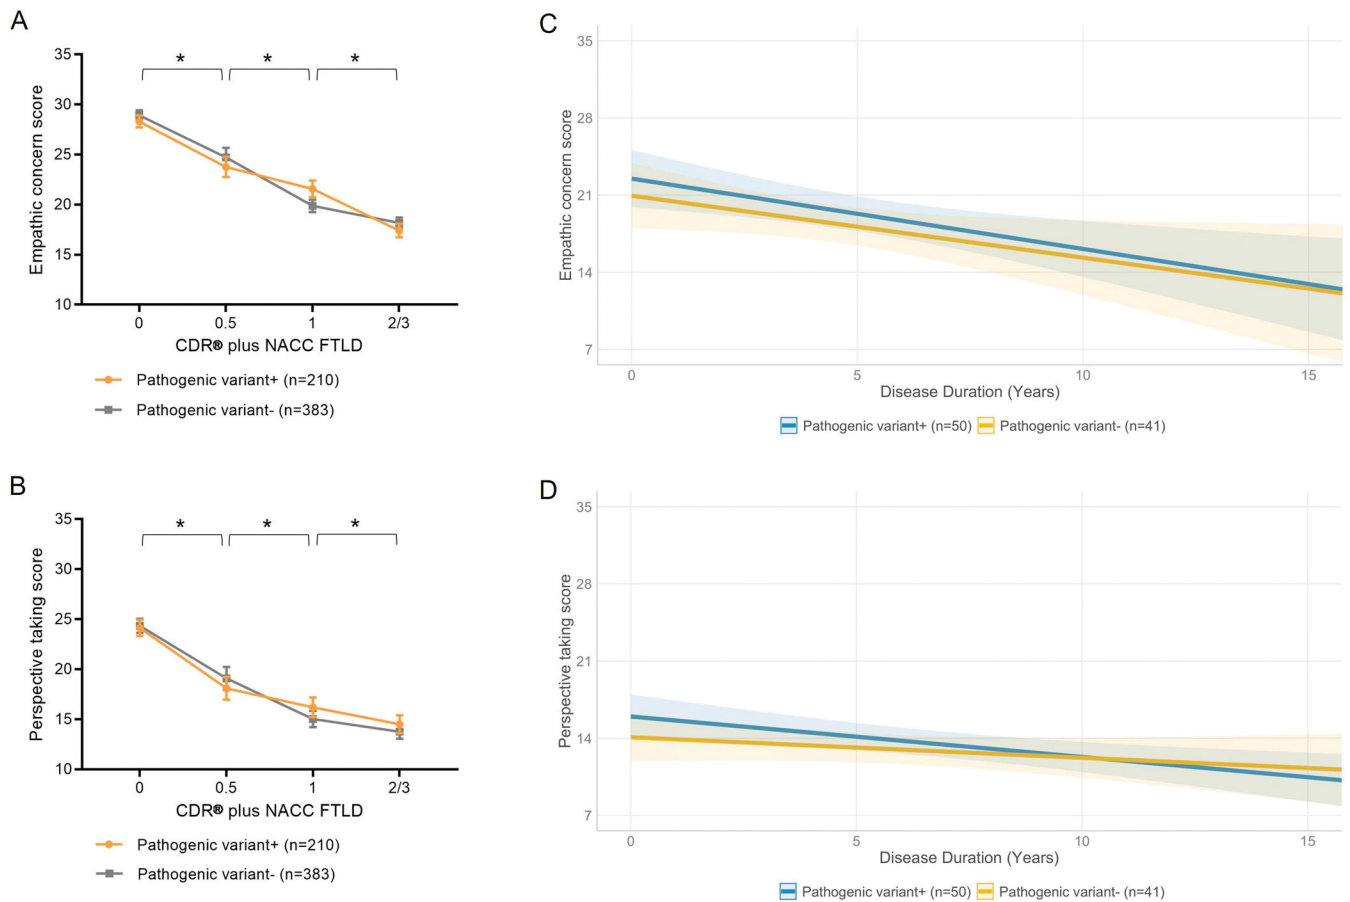 A
35
30
25
20
15
10
Empathic concern score
* * *
0 0.5 1 2/3
CDR® plus NACC FTLD
Pathogenic variant+ (n=210)
Pathogenic variant- (n=383)
B
35
30
25
20
15
10
Perspective taking score
* * *
0 0.5 1 2/3
CDR® plus NACC FTLD
Pathogenic variant+ (n=210)
Pathogenic variant- (n=383)
C
35
28
21
14
7
Empathic concern score
0 5 10 15
Disease Duration (Years)
Pathogenic variant+ (n=50) Pathogenic variant- (n=41)
D
35
28
21
14
7
Perspective taking score
0 5 10 15
Disease Duration (Years)
Pathogenic variant+ (n=50) Pathogenic variant- (n=41)